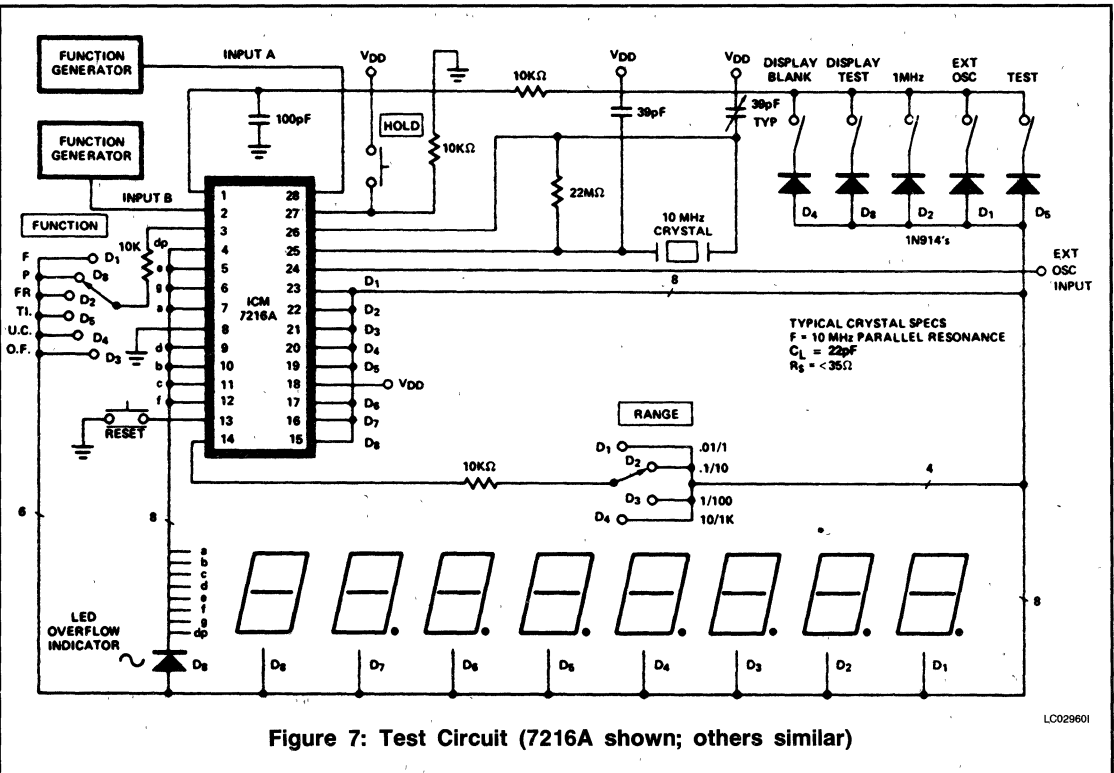 FUNCTION
GENERATOR
INPUT A
FUNCTION
GENERATOR
INPUT B
100pF
VDD
HOLD
10KΩ
10KΩ
VDD
39pF
VDD
39pF
TYP
22MΩ
10 MHz
CRYSTAL
DISPLAY
BLANK
DISPLAY
TEST
1MHz
EXT
OSC
TEST
D4
D8
D2
D1
D5
1N914's
EXT
OSC
INPUT
FUNCTION
F
P
FR
TI.
U.C.
O.F.
D1
D8
D2
D5
D4
D3
10K
dp
e
g
a
d
b
c
f
1
2
3
4
5
6
7
8
9
10
11
12
13
14
ICM
7216A
28
27
26
25
24
23
22
21
20
19
18
17
16
15
D1
D2
D3
D4
D5
VDD
D6
D7
D8
8
TYPICAL CRYSTAL SPECS
F = 10 MHz PARALLEL RESONANCE
CL = 22pF
RS = <35Ω
RESET
10KΩ
RANGE
D1
.01/1
D2
.1/10
D3
1/100
D4
10/1K
4
6
8
8
a
b
c
d
e
f
g
dp
LED
OVERFLOW
INDICATOR
D8
D8
D7
D6
D5
D4
D3
D2
D1
LC02960I
Figure 7: Test Circuit (7216A shown; others similar)